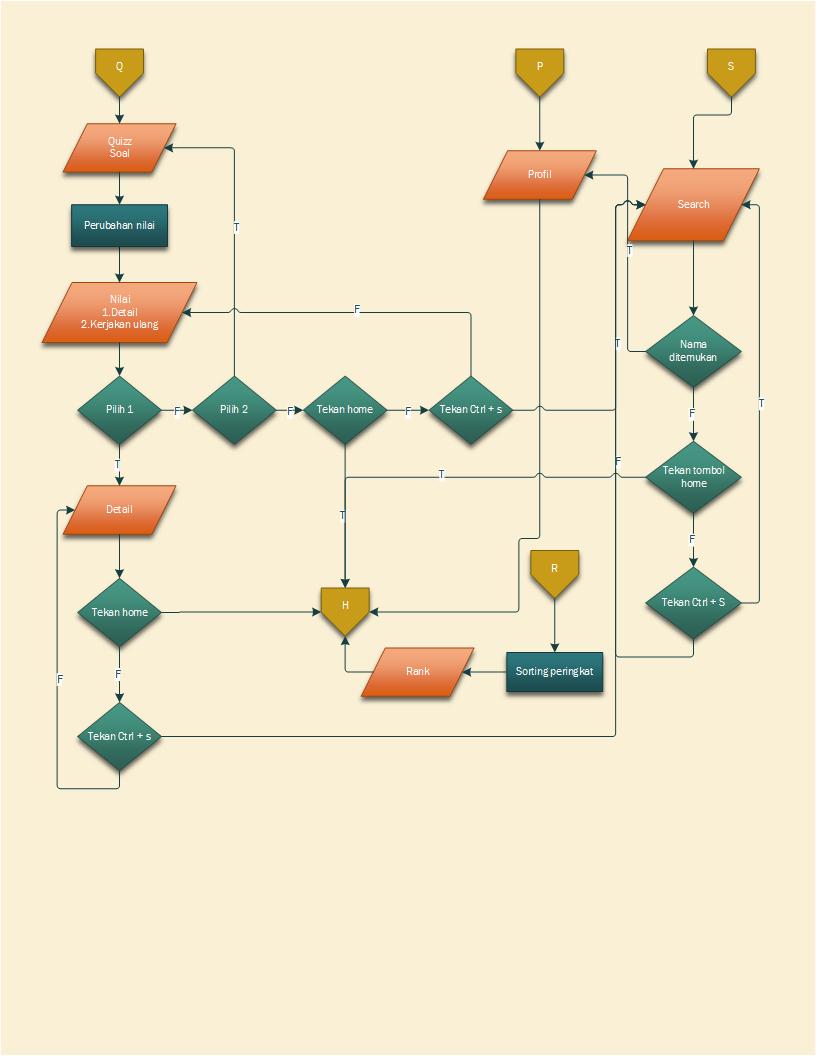 Q
P
S
Quizz
Soal
Profil
Search
T
Perubahan nilai
T
Nilai
1.Detail
2.Kerjakan ulang
F
T
Nama
ditemukan
Pilih 1
F
Pilih 2
F
Tekan home
F
Tekan Ctrl + s
F
T
T
T
F
Tekan tombol
home
Detail
T
F
R
H
Tekan home
Tekan Ctrl + S
F
F
Rank
Sorting peringkat
Tekan Ctrl + s